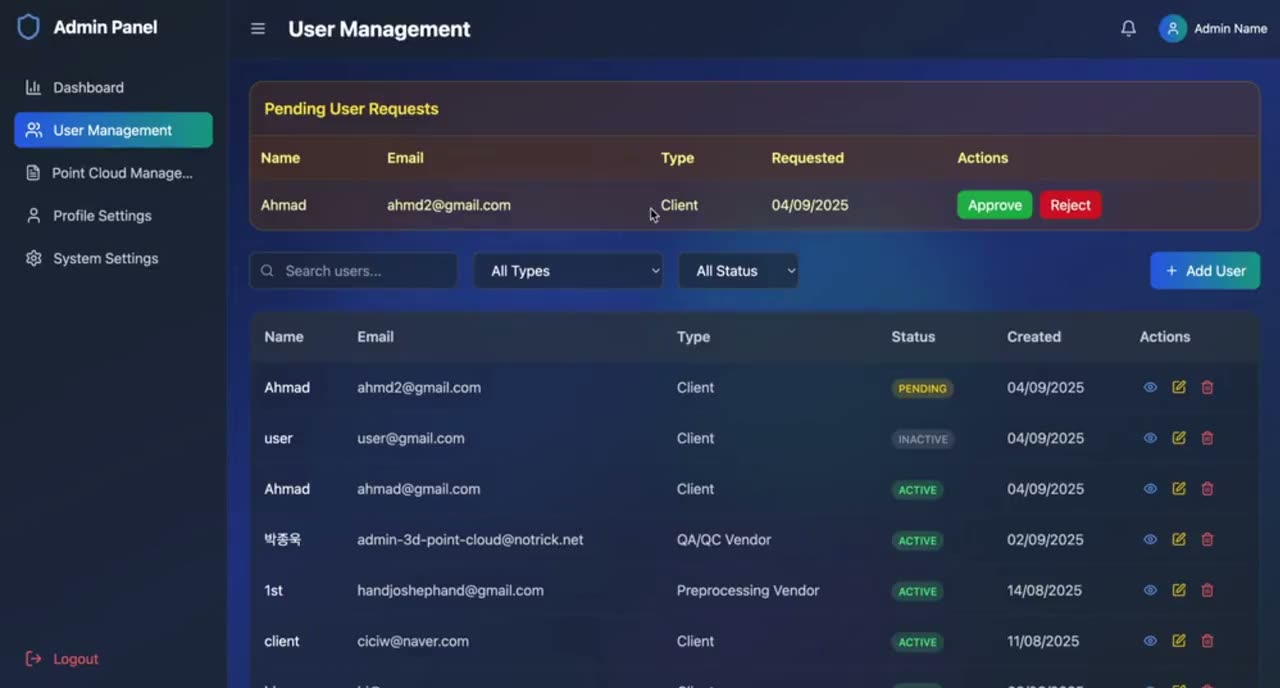 Admin Panel
User Management
Admin Name
Dashboard
User Management
Point Cloud Manage...
Profile Settings
System Settings
Logout
Pending User Requests
Name Email Type Requested Actions
Ahmad ahmd2@gmail.com Client 04/09/2025 Approve Reject
Search users... All Types All Status + Add User
Name Email Type Status Created Actions
Ahmad ahmd2@gmail.com Client PENDING 04/09/2025
user user@gmail.com Client INACTIVE 04/09/2025
Ahmad ahmad@gmail.com Client ACTIVE 04/09/2025
박종욱 admin-3d-point-cloud@notrick.net QA/QC Vendor ACTIVE 02/09/2025
1st handjoshephand@gmail.com Preprocessing Vendor ACTIVE 14/08/2025
client ciciw@naver.com Client ACTIVE 11/08/2025